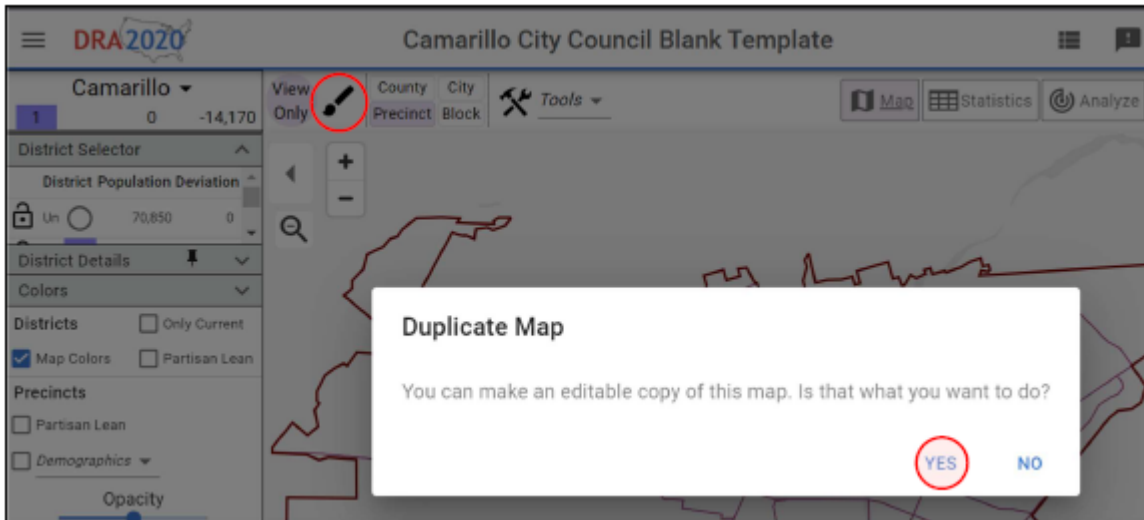 DRA2020
Camarillo City Council Blank Template
Camarillo
1 0 -14,170
View Only
County City
Precinct Block
Tools
Map
Statistics
Analyze
District Selector
District Population Deviation
Un 70,850 0
District Details
Colors
Districts
Only Current
Map Colors
Partisan Lean
Precincts
Partisan Lean
Demographics
Opacity
+
−
Duplicate Map
You can make an editable copy of this map. Is that what you want to do?
YES NO